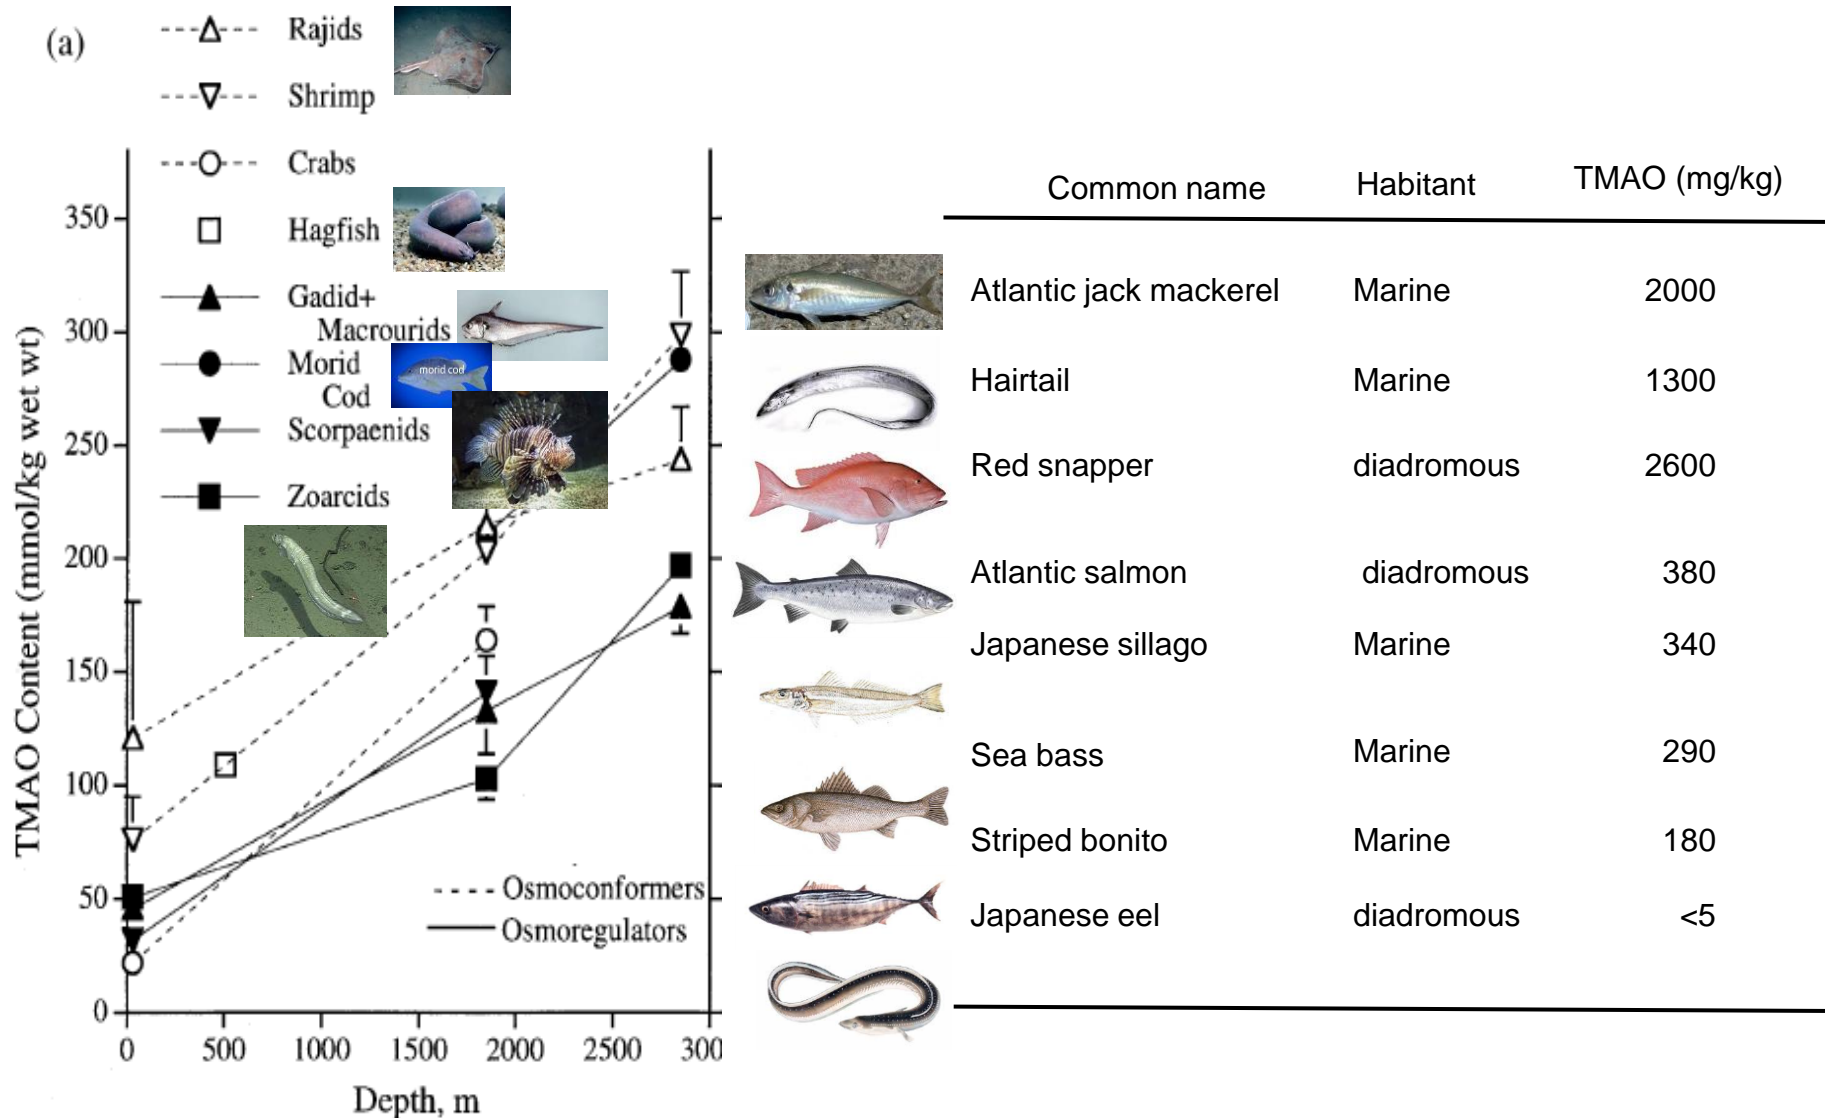 (a)
Rajids
Shrimp
Crabs
Hagfish
Gadid+
Macrourids
Morid
Cod
morid cod
Scorpaenids
Zoarcids
TMAO Content (mmol/kg wet wt)
350
300
250
200
150
100
50
0
Osmoconformers
Osmoregulators
0 500 1000 1500 2000 2500 300
Depth, m
Common name Habitant TMAO (mg/kg)
Atlantic jack mackerel Marine 2000
Hairtail Marine 1300
Red snapper diadromous 2600
Atlantic salmon diadromous 380
Japanese sillago Marine 340
Sea bass Marine 290
Striped bonito Marine 180
Japanese eel diadromous <5